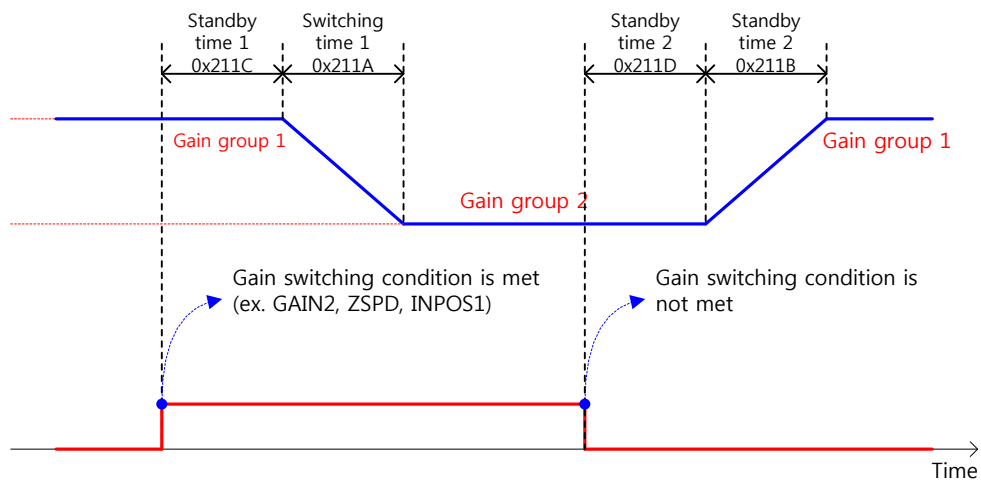 Standby
time 1
0x211C
Switching
time 1
0x211A
Standby
time 2
0x211D
Standby
time 2
0x211B
Gain group 1
Gain group 2
Gain group 1
Gain switching condition is met
(ex. GAIN2, ZSPD, INPOS1)
Gain switching condition is
not met
Time